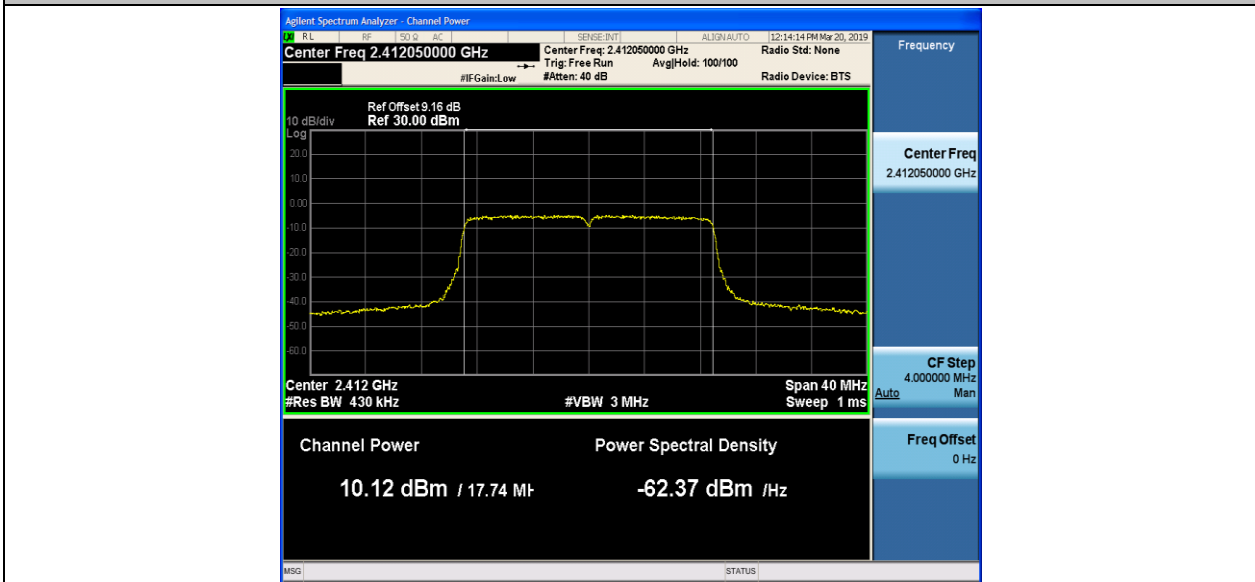 Agilent Spectrum Analyzer - Channel Power
RL RF 50 Ω AC SENSE:INT ALIGN AUTO 12:14:14 PM Mar 20, 2019
Center Freq 2.412050000 GHz
Center Freq: 2.412050000 GHz Radio Std: None
Trig: Free Run Avg|Hold: 100/100
#IFGain:Low #Atten: 40 dB Radio Device: BTS
Ref Offset 9.16 dB
10 dB/div Ref 30.00 dBm
Log
20.0
10.0
0.00
-10.0
-20.0
-30.0
-40.0
-50.0
-60.0
Center 2.412 GHz Span 40 MHz
#Res BW 430 kHz #VBW 3 MHz Sweep 1 ms
Channel Power Power Spectral Density
10.12 dBm / 17.74 MH -62.37 dBm /Hz
MSG STATUS
Frequency
Center Freq
2.412050000 GHz
CF Step
4.000000 MHz
Auto Man
Freq Offset
0 Hz